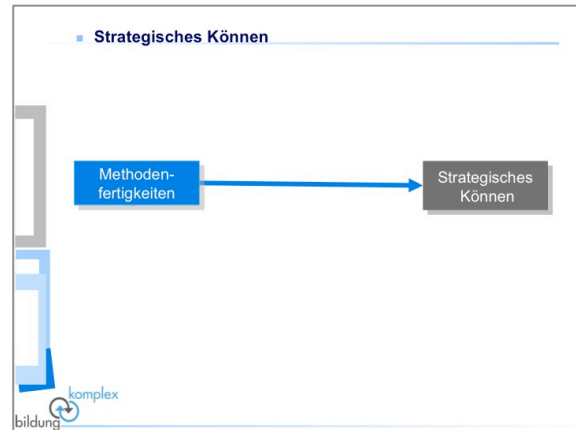 Strategisches Können
Methoden-
fertigkeiten
Strategisches
Können
komplex
bildung